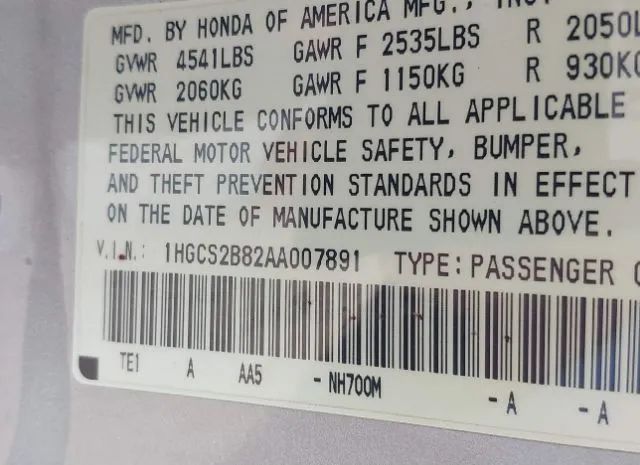 MFD. BY HONDA OF AMERICA MFG.,
GVWR 4541LBS GAWR F 2535LBS R 2050L
GVWR 2060KG GAWR F 1150KG R 930KG
THIS VEHICLE CONFORMS TO ALL APPLICABLE
FEDERAL MOTOR VEHICLE SAFETY, BUMPER,
AND THEFT PREVENTION STANDARDS IN EFFECT
ON THE DATE OF MANUFACTURE SHOWN ABOVE.
V.I.N.: 1HGCS2B82AA007891 TYPE: PASSENGER
TE1 A AA5 - NH700M - A - A